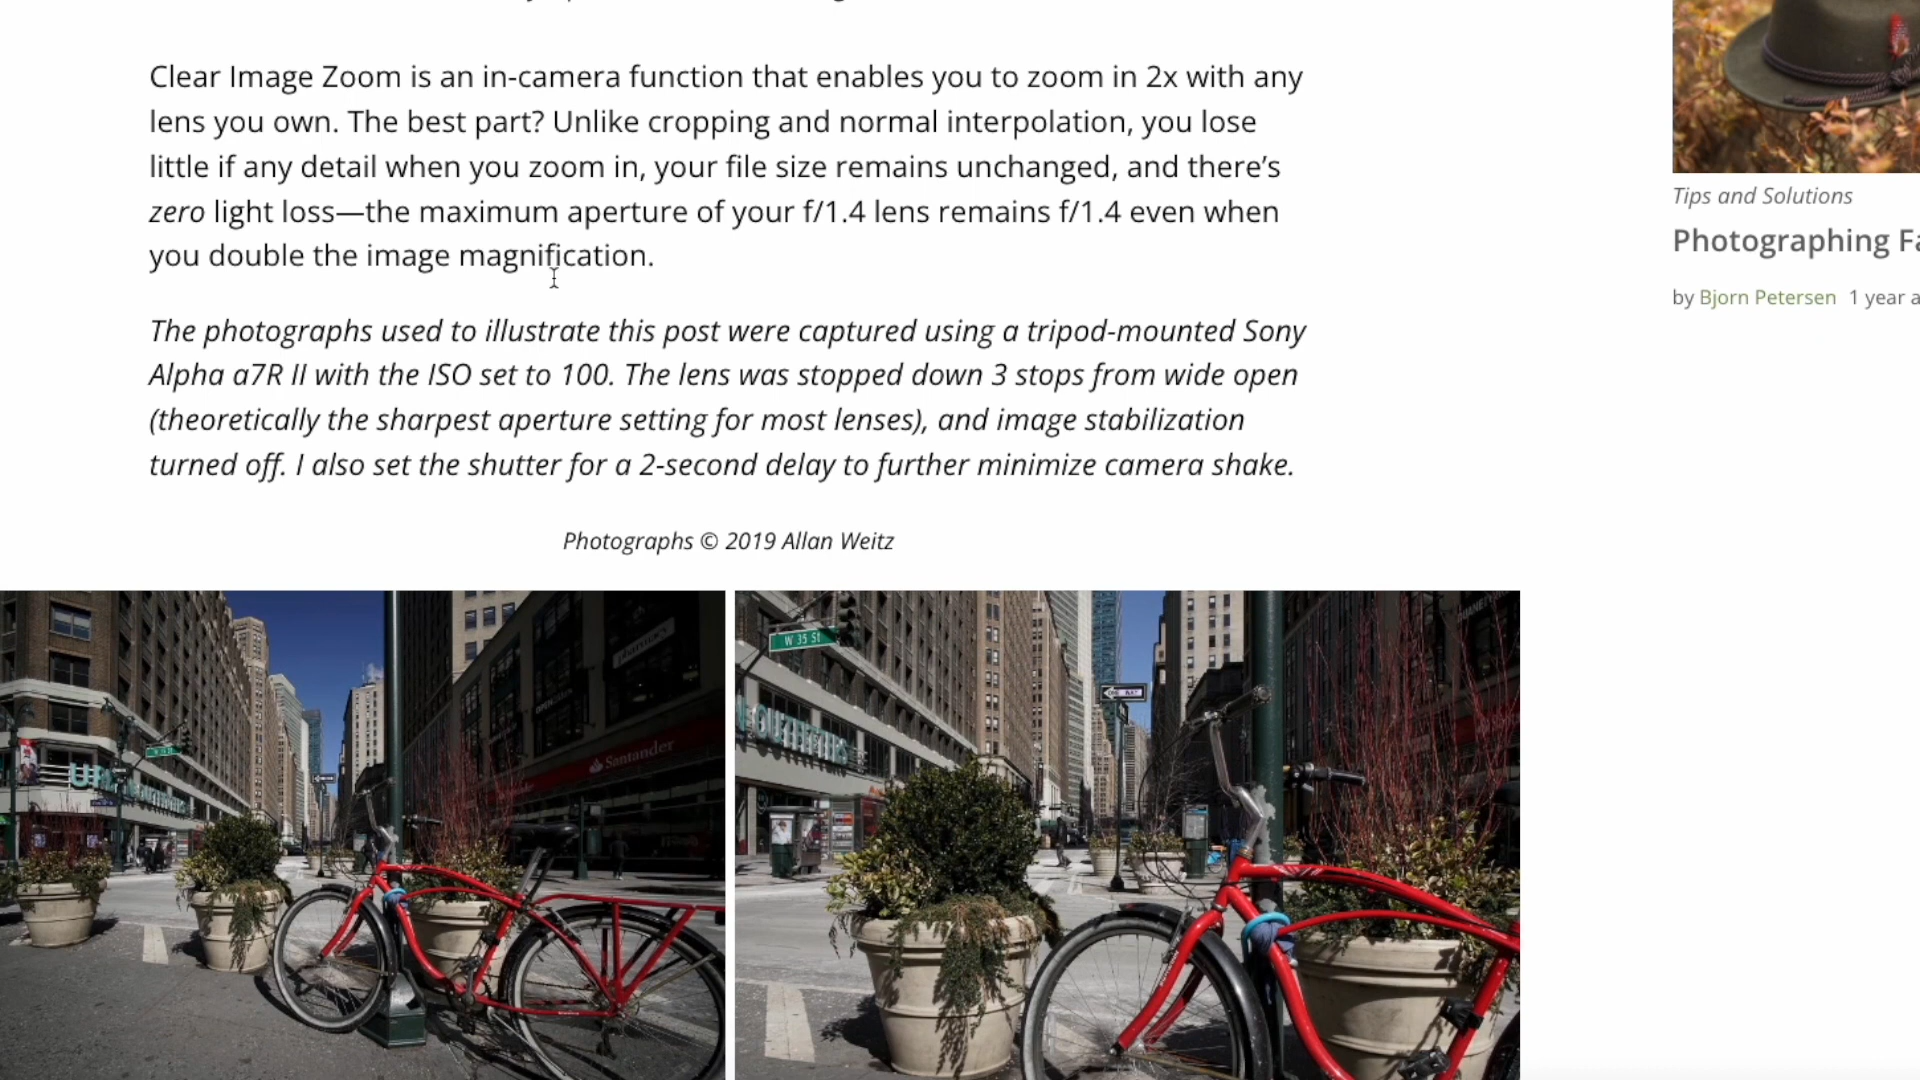 Clear Image Zoom is an in-camera function that enables you to zoom in 2x with any
lens you own. The best part? Unlike cropping and normal interpolation, you lose
little if any detail when you zoom in, your file size remains unchanged, and there’s
zero light loss—the maximum aperture of your f/1.4 lens remains f/1.4 even when
you double the image magnification.
The photographs used to illustrate this post were captured using a tripod-mounted Sony
Alpha a7R II with the ISO set to 100. The lens was stopped down 3 stops from wide open
(theoretically the sharpest aperture setting for most lenses), and image stabilization
turned off. I also set the shutter for a 2-second delay to further minimize camera shake.
Photographs © 2019 Allan Weitz
Tips and Solutions
Photographing
by Bjorn Petersen 1 year
pharmacy
Santander
W 35 St
ONE WAY
OUTFITTERS